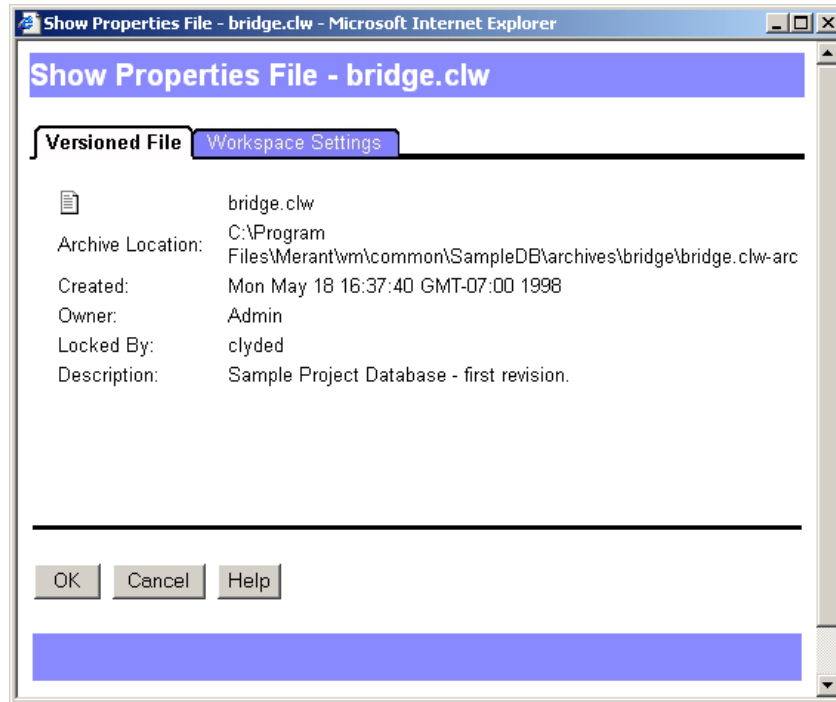 Show Properties File - bridge.clw - Microsoft Internet Explorer
Show Properties File - bridge.clw
Versioned File Workspace Settings
bridge.clw
Archive Location: C:\Program
Files\Merant\vm\common\SampleDB\archives\bridge\bridge.clw-arc
Created: Mon May 18 16:37:40 GMT-07:00 1998
Owner: Admin
Locked By: clyded
Description: Sample Project Database - first revision.
OK Cancel Help